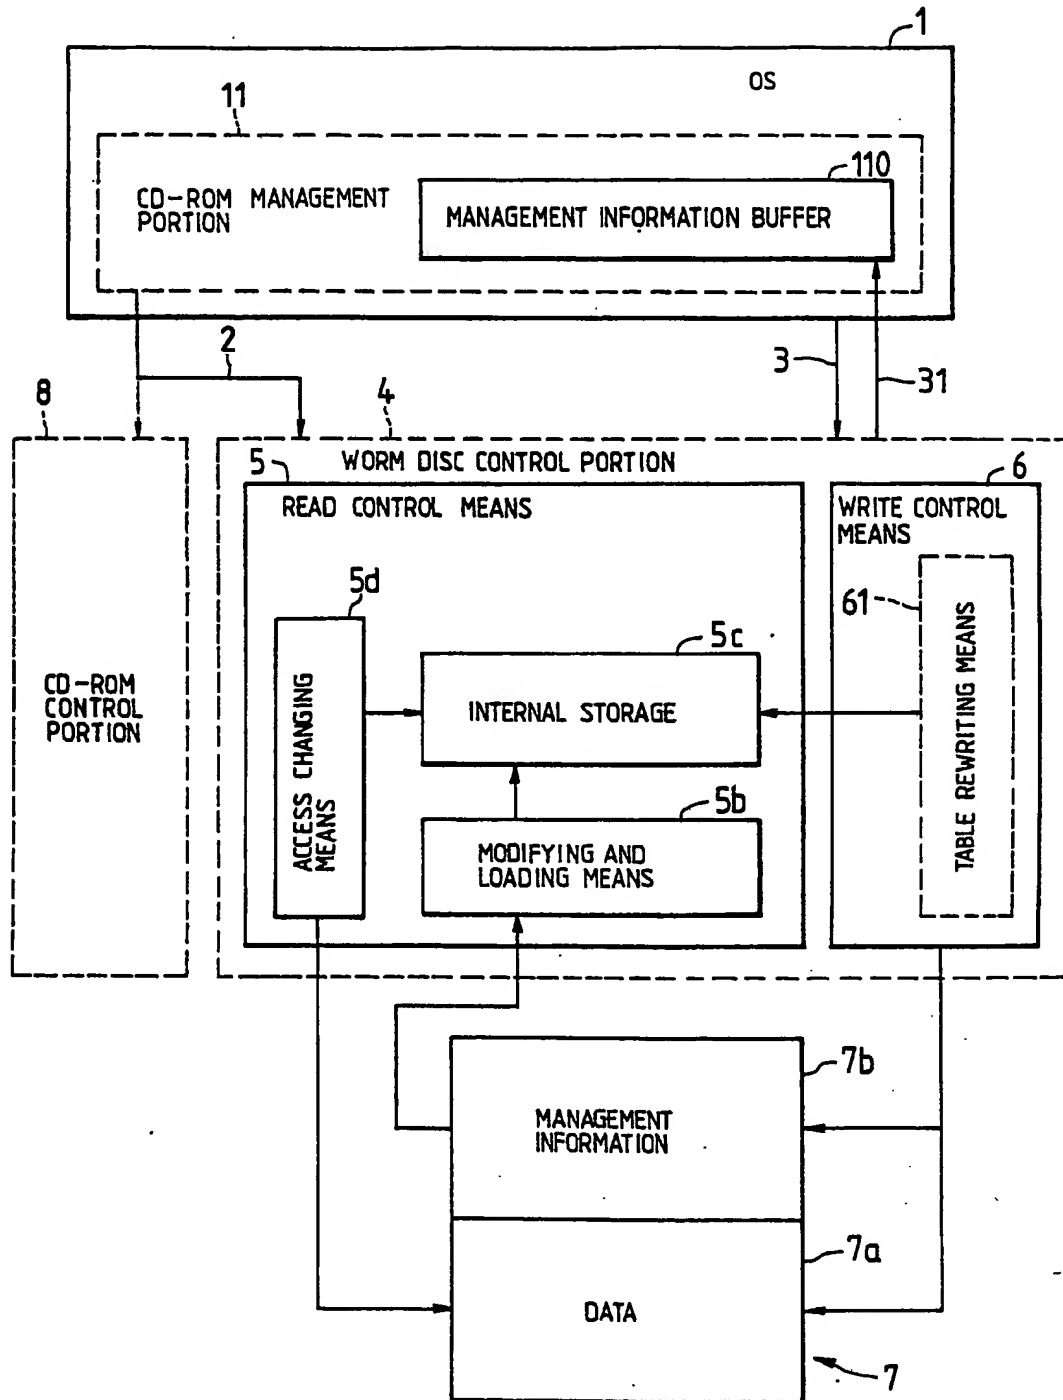 1
OS
11
110
CD-ROM MANAGEMENT
PORTION
MANAGEMENT INFORMATION BUFFER
2
3
31
8
4
WORM DISC CONTROL PORTION
5
6
READ CONTROL MEANS
WRITE CONTROL
MEANS
5d
61
5c
CD-ROM
CONTROL
PORTION
ACCESS CHANGING
MEANS
INTERNAL STORAGE
TABLE REWRITING MEANS
5b
MODIFYING AND
LOADING MEANS
7b
MANAGEMENT
INFORMATION
7a
DATA
7